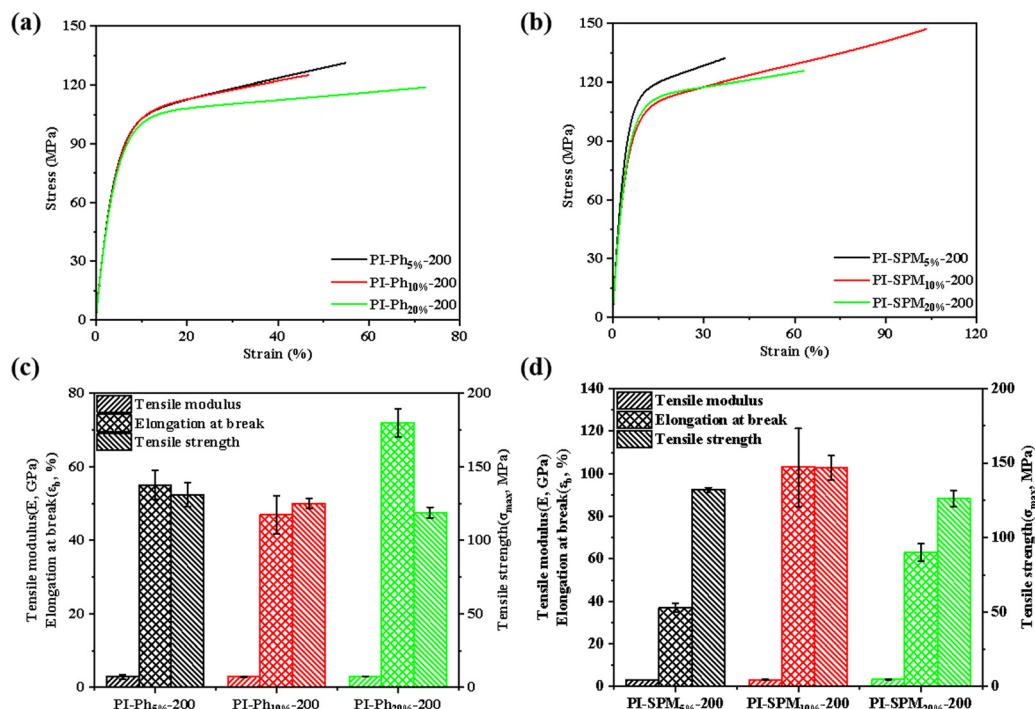 (a)
150
120
90
60
30
0
Stress (MPa)
PI-Ph5%-200
PI-Ph10%-200
PI-Ph20%-200
0 20 40 60 80
Strain (%)
(b)
150
120
90
60
30
0
Stress (MPa)
PI-SPM5%-200
PI-SPM10%-200
PI-SPM20%-200
0 30 60 90 120
Strain (%)
(c)
80
60
40
20
0
Tensile modulus(E, GPa)
Elongation at break(εb, %)
Tensile modulus
Elongation at break
Tensile strength
200
150
100
50
0
Tensile strength(σmax, MPa)
PI-Ph5%-200 PI-Ph10%-200 PI-Ph20%-200
(d)
140
120
100
80
60
40
20
0
Tensile modulus(E, GPa)
Elongation at break(εb, %)
Tensile modulus
Elongation at break
Tensile strength
200
150
100
50
0
Tensile strength(σmax, MPa)
PI-SPM5%-200 PI-SPM10%-200 PI-SPM20%-200